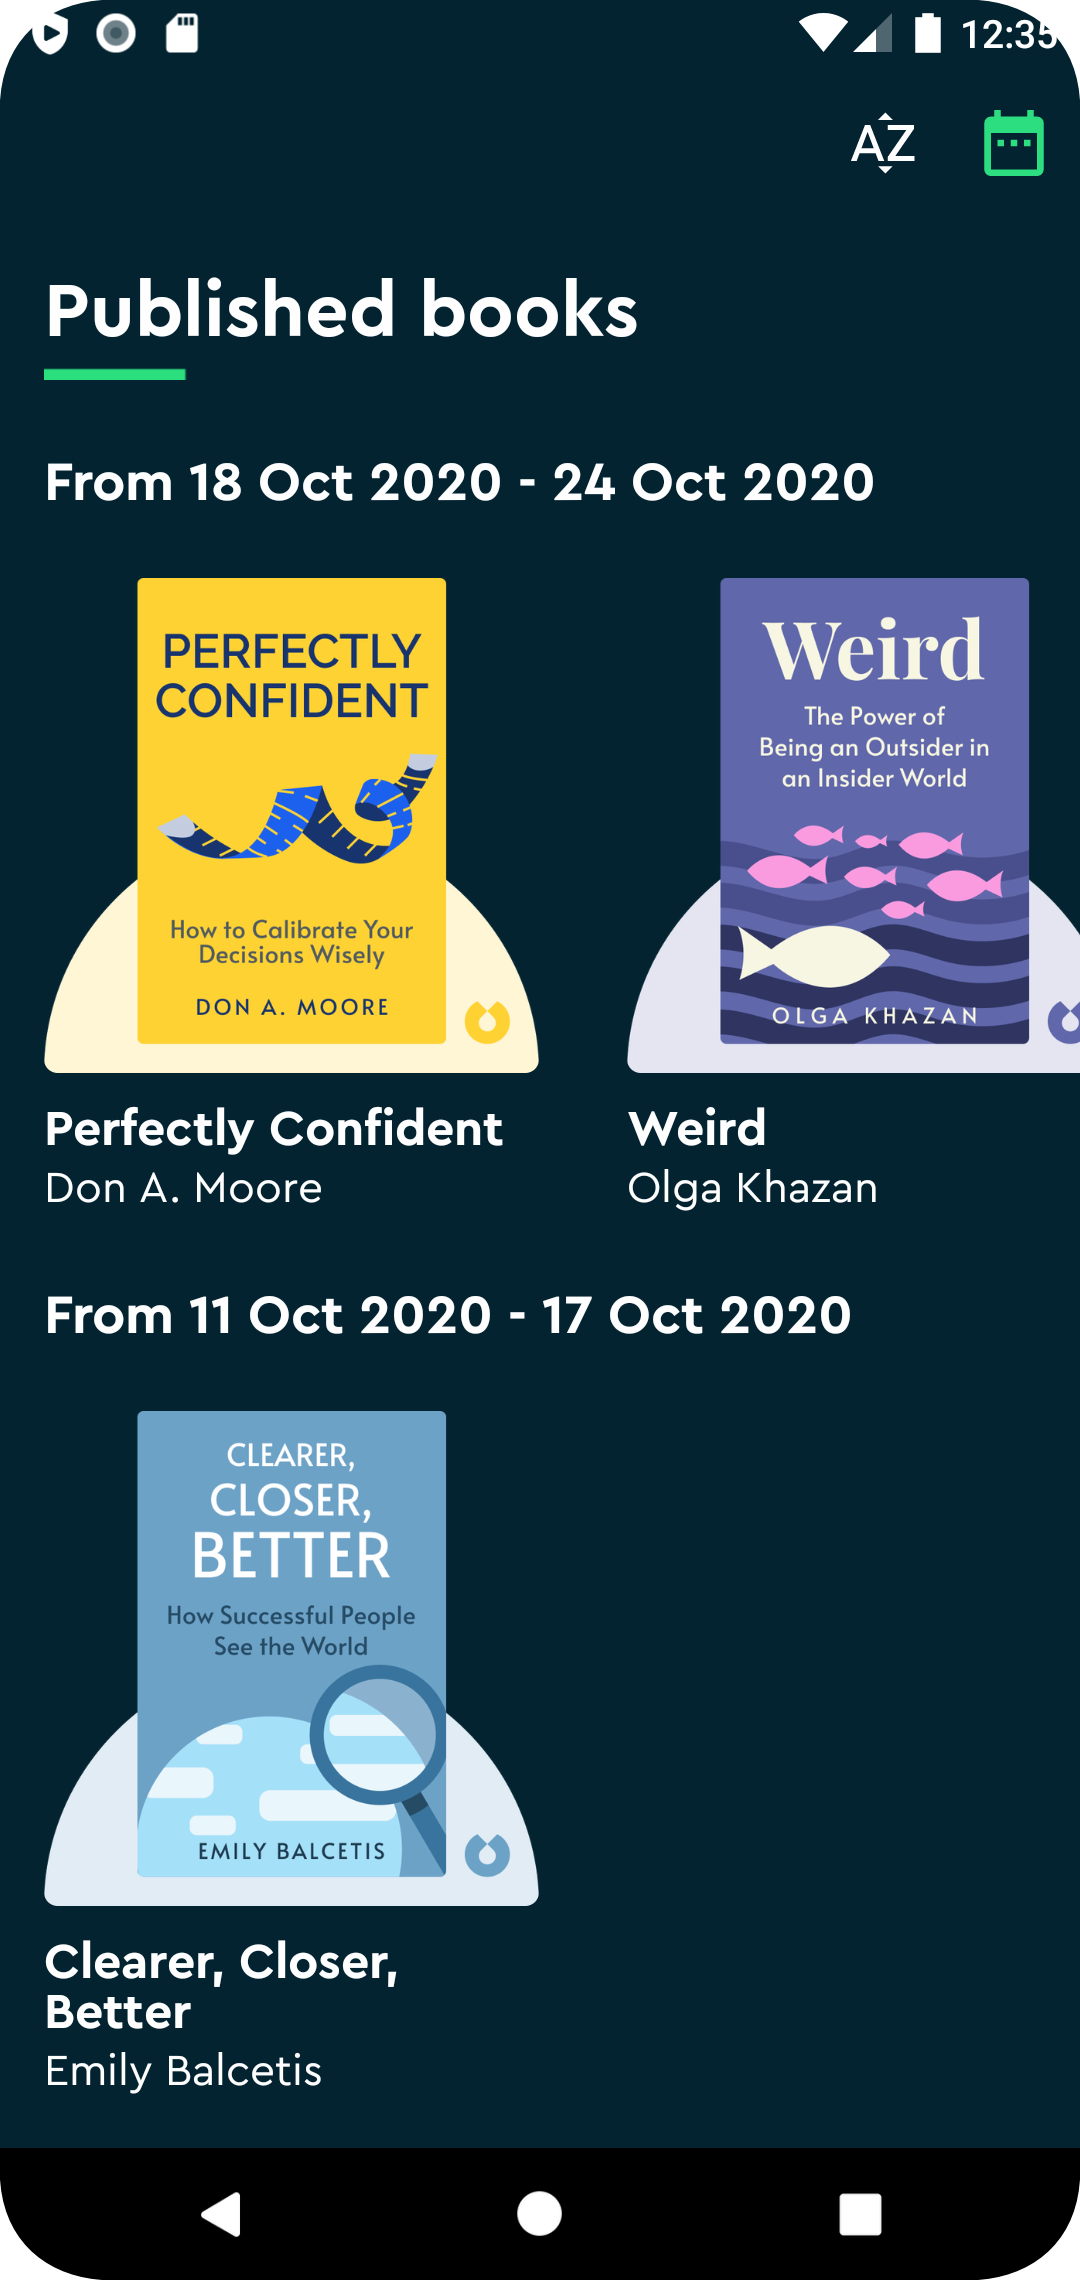 12:35
AZ
Published books
From 18 Oct 2020 - 24 Oct 2020
PERFECTLY
CONFIDENT
How to Calibrate Your
Decisions Wisely
DON A. MOORE
Weird
The Power of
Being an Outsider in
an Insider World
OLGA KHAZAN
Perfectly Confident
Don A. Moore
Weird
Olga Khazan
From 11 Oct 2020 - 17 Oct 2020
CLEARER,
CLOSER,
BETTER
How Successful People
See the World
EMILY BALCETIS
Clearer, Closer,
Better
Emily Balcetis